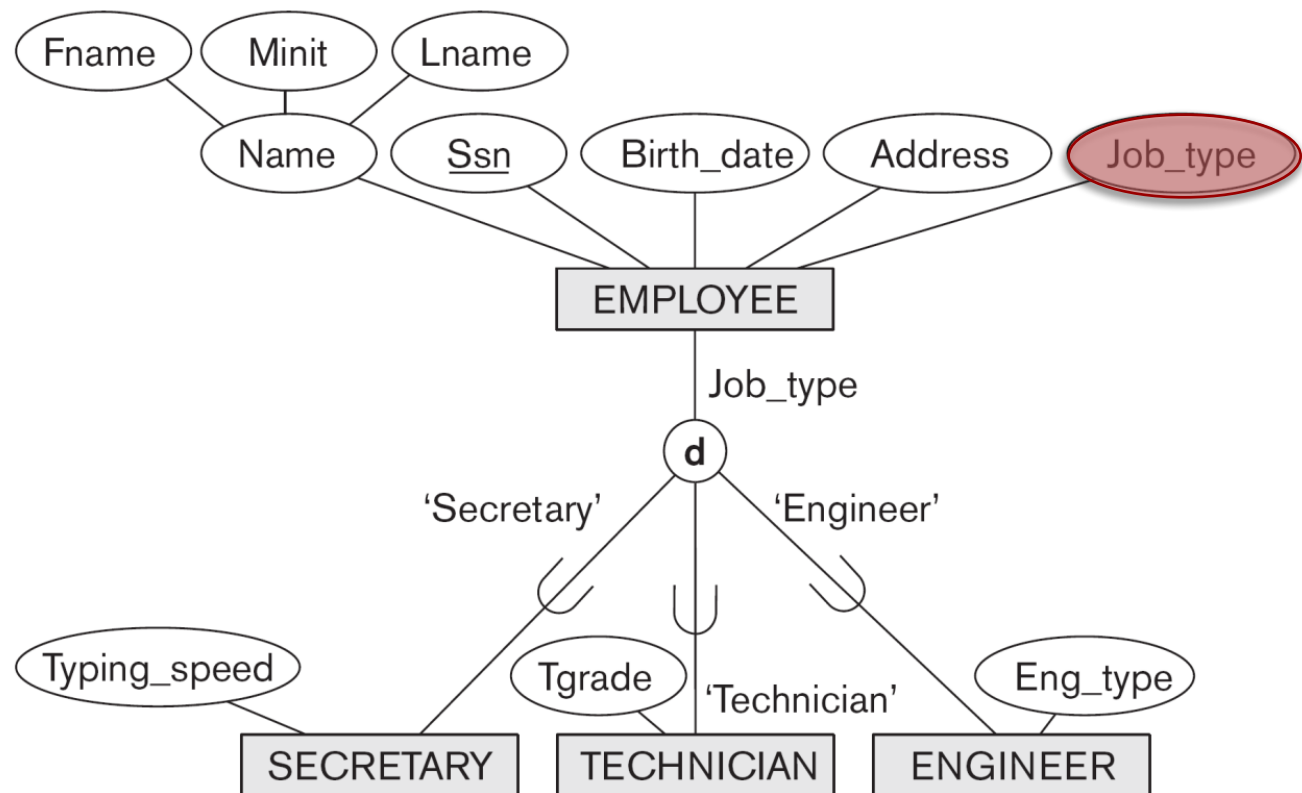 Fname Minit Lname
Name Ssn Birth_date Address Job_type
EMPLOYEE
Job_type
d
‘Secretary’ ‘Engineer’
Typing_speed Tgrade ‘Technician’ Eng_type
SECRETARY TECHNICIAN ENGINEER